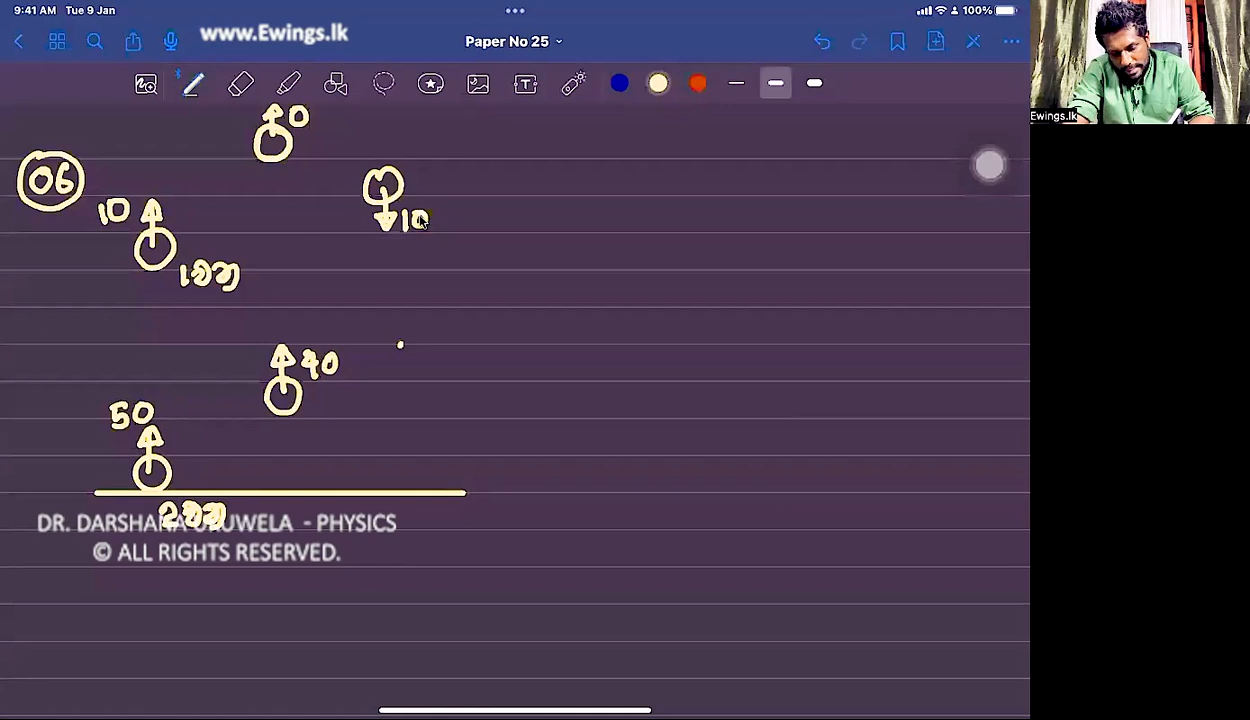 9:41 AM Tue 9 Jan
100%
www.Ewings.lk
Paper No 25
Ewings.lk
0
06
10
10
1වන
40
50
2වන
DR. DARSHANA UKUWELA - PHYSICS
© ALL RIGHTS RESERVED.